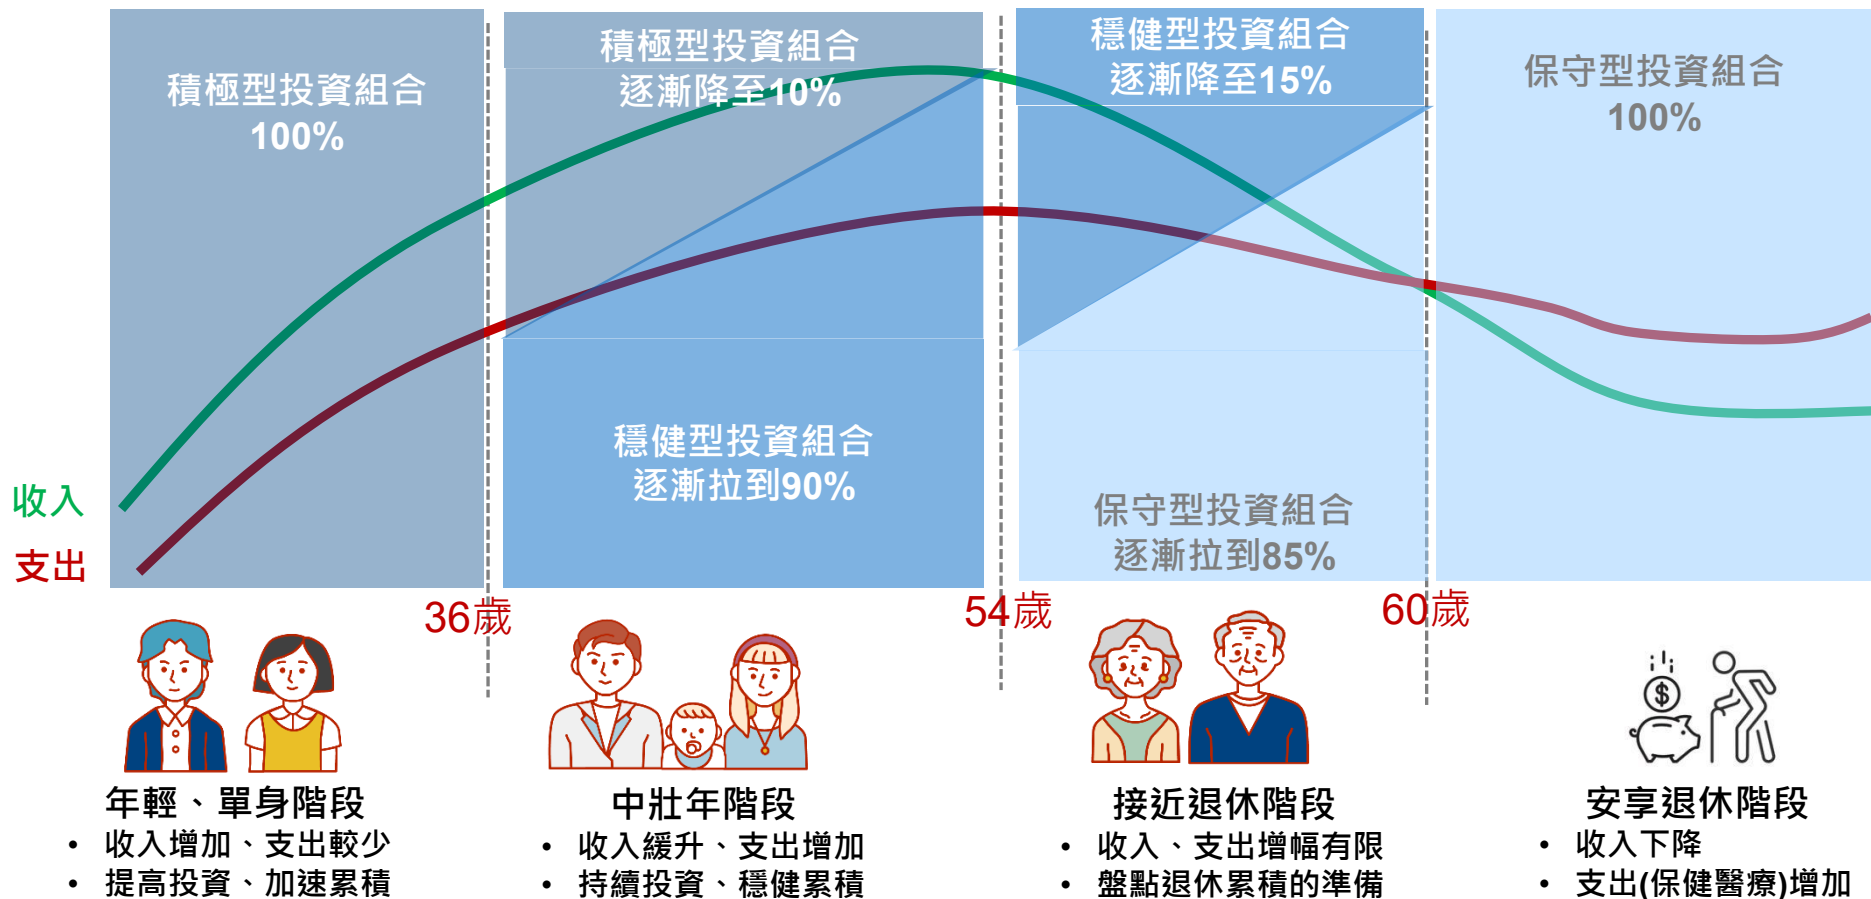 積極型投資組合
100%
積極型投資組合
逐漸降至10%
穩健型投資組合
逐漸降至15%
保守型投資組合
100%
穩健型投資組合
逐漸拉到90%
保守型投資組合
逐漸拉到85%
收入
支出
36歲
54歲
60歲
$
年輕、單身階段
• 收入增加、支出較少
• 提高投資、加速累積
中壯年階段
• 收入緩升、支出增加
• 持續投資、穩健累積
接近退休階段
• 收入、支出增幅有限
• 盤點退休累積的準備
安享退休階段
• 收入下降
• 支出(保健醫療)增加